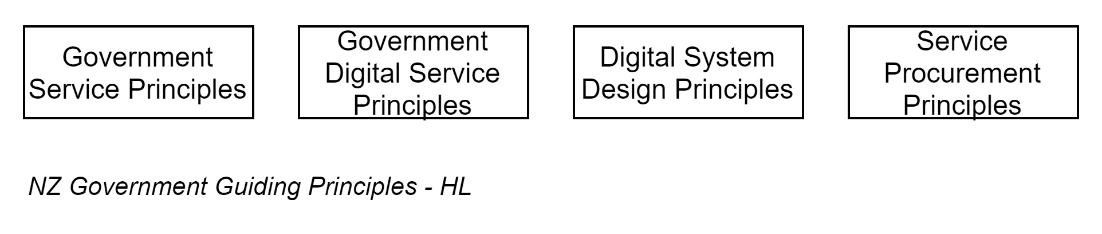 Government
Service Principles
Government
Digital Service
Principles
Digital System
Design Principles
Service
Procurement
Principles
NZ Government Guiding Principles - HL